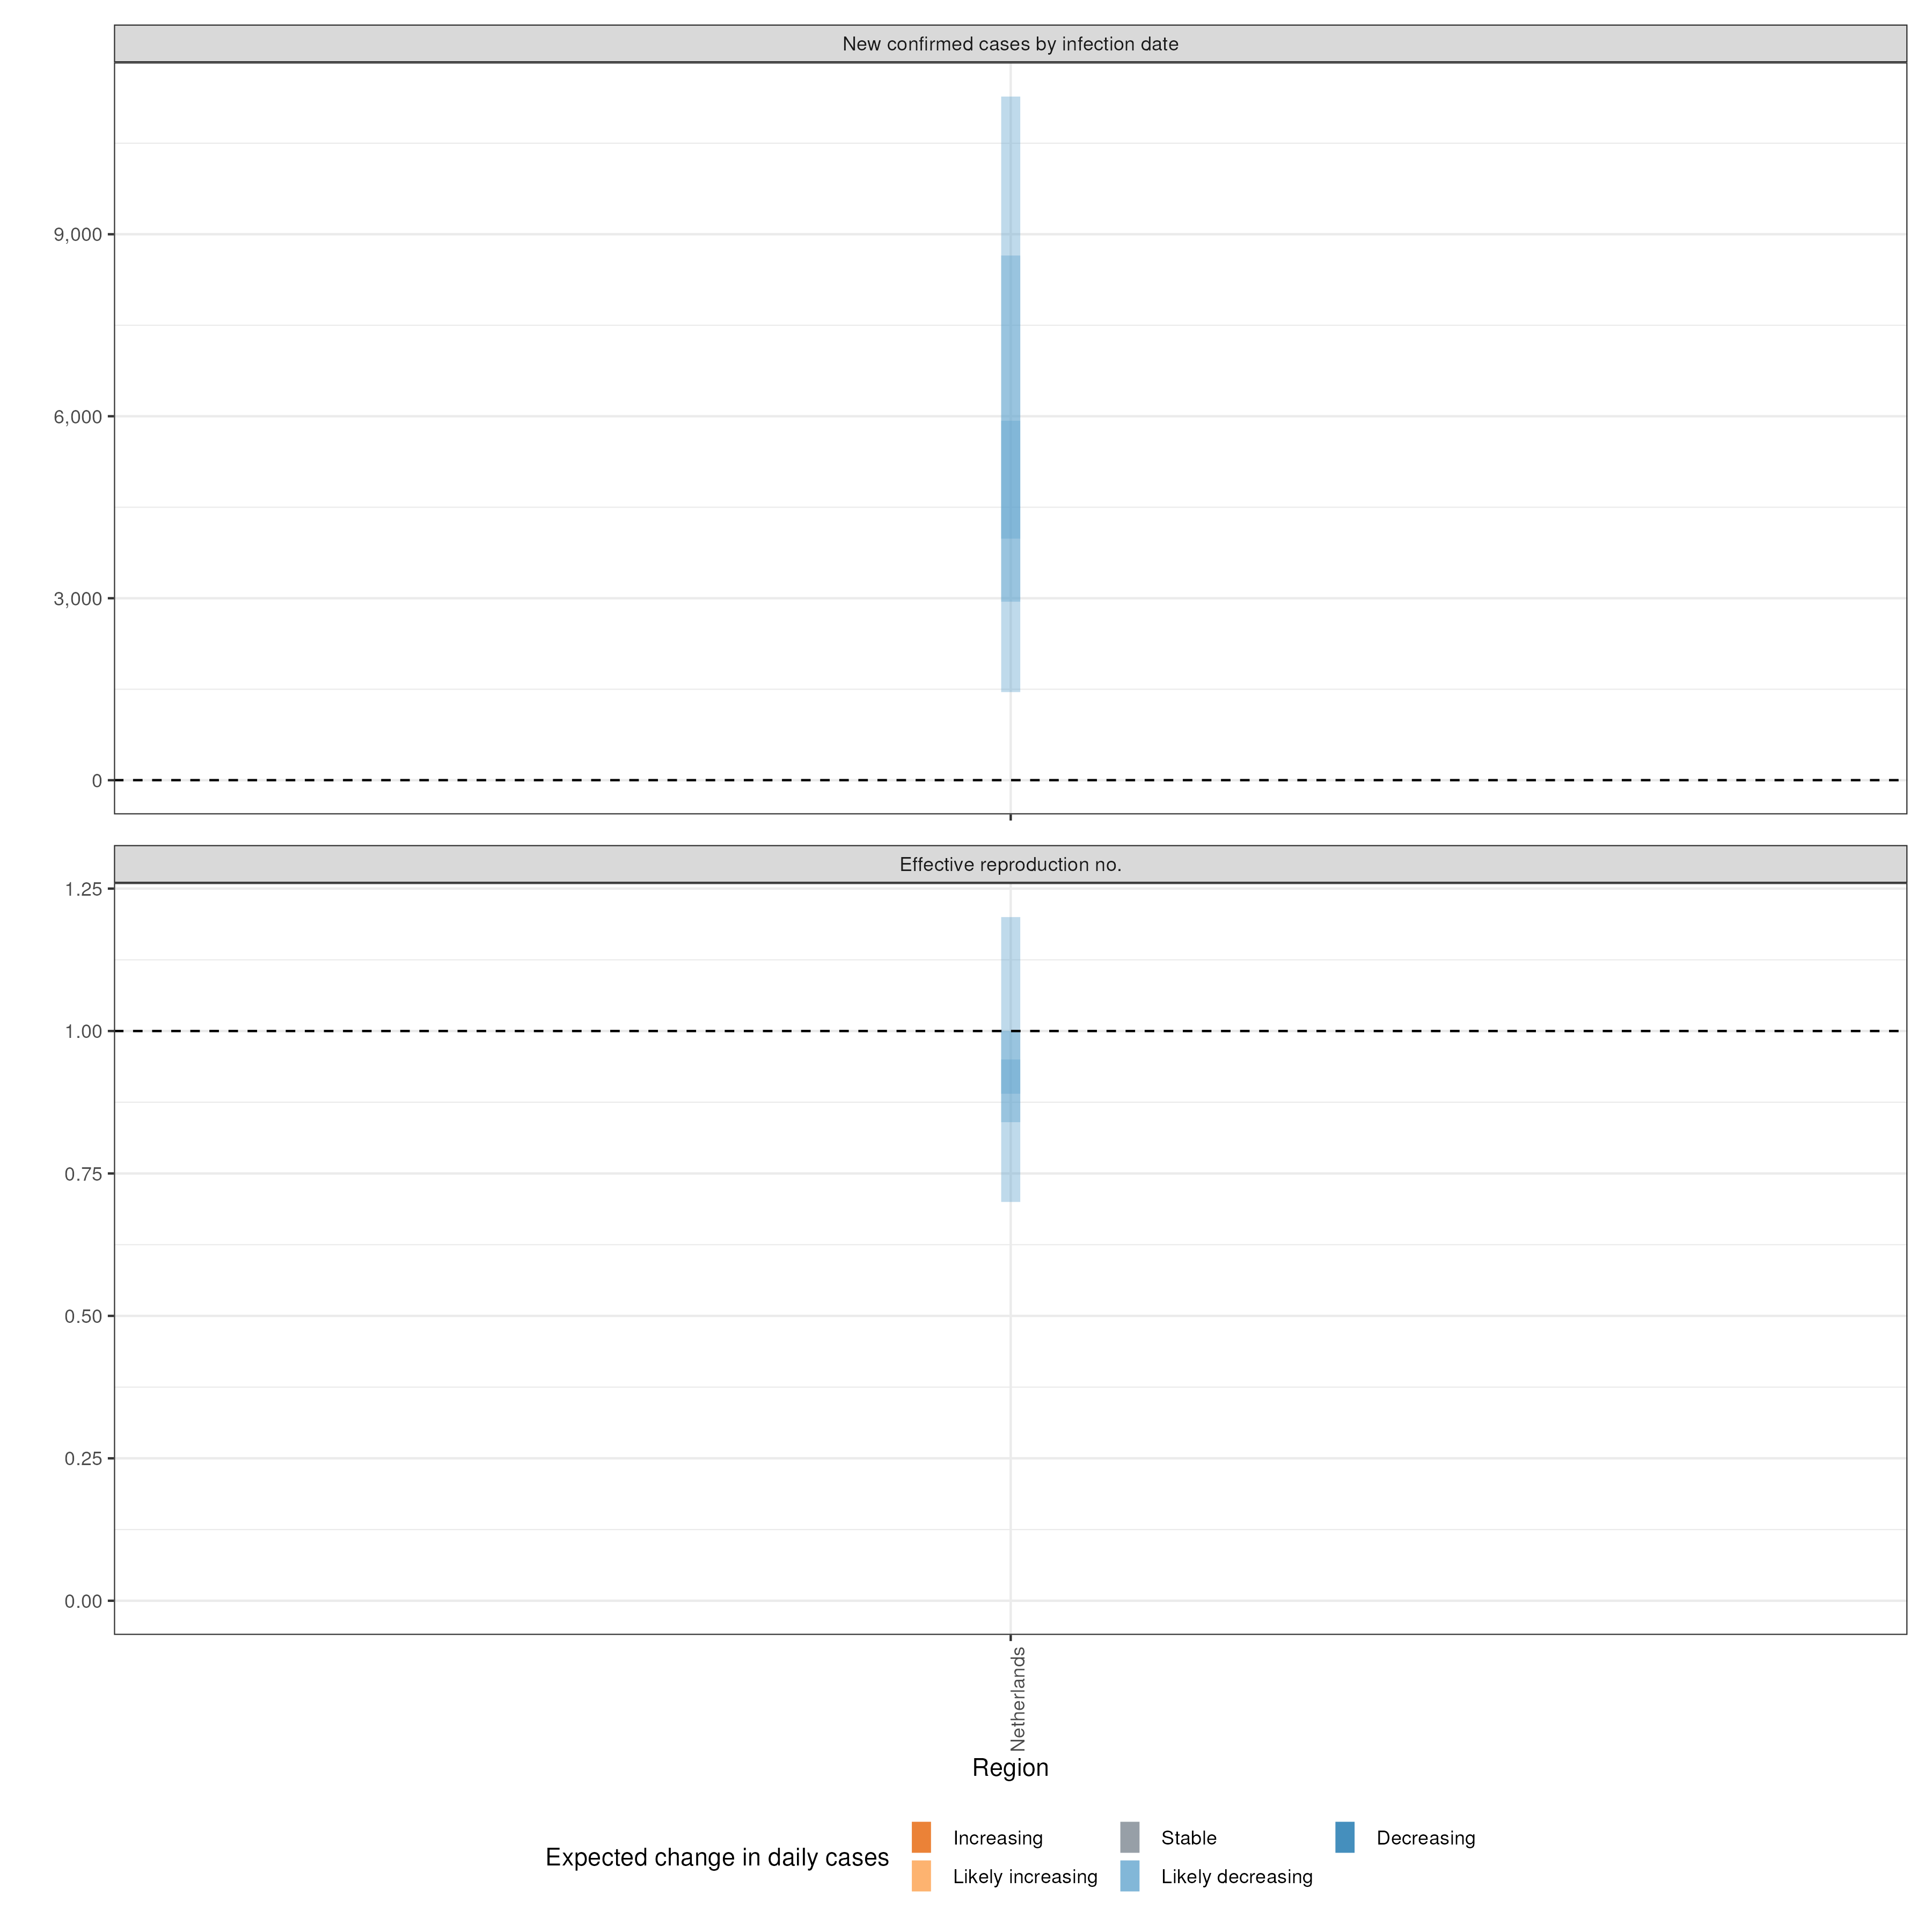 New confirmed cases by infection date
9,000
6,000
3,000
0
Effective reproduction no.
1.25
1.00
0.75
0.50
0.25
0.00
Netherlands
Region
Expected change in daily cases
Increasing
Stable
Decreasing
Likely increasing
Likely decreasing